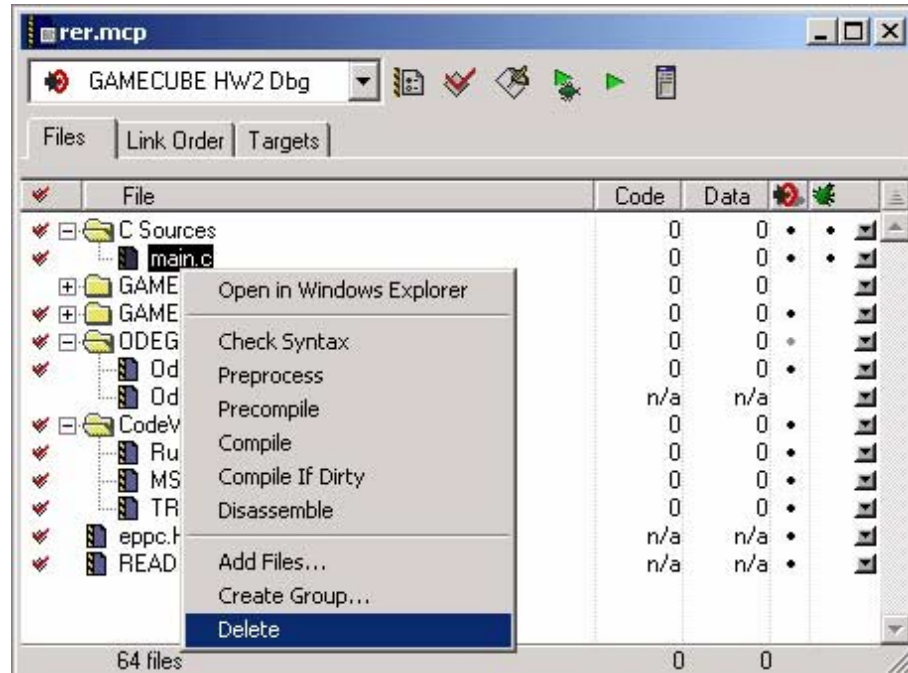 rer.mcp
GAMECUBE HW2 Dbg
Files Link Order Targets
File Code Data
C Sources 0 0
main.c 0 0
GAME 0 0
GAME 0 0
ODEG 0 0
Od 0 0
Od n/a n/a
CodeW 0 0
Ru 0 0
MS 0 0
TR 0 0
eppc.H n/a n/a
READ n/a n/a
Open in Windows Explorer
Check Syntax
Preprocess
Precompile
Compile
Compile If Dirty
Disassemble
Add Files...
Create Group...
Delete
64 files 0 0